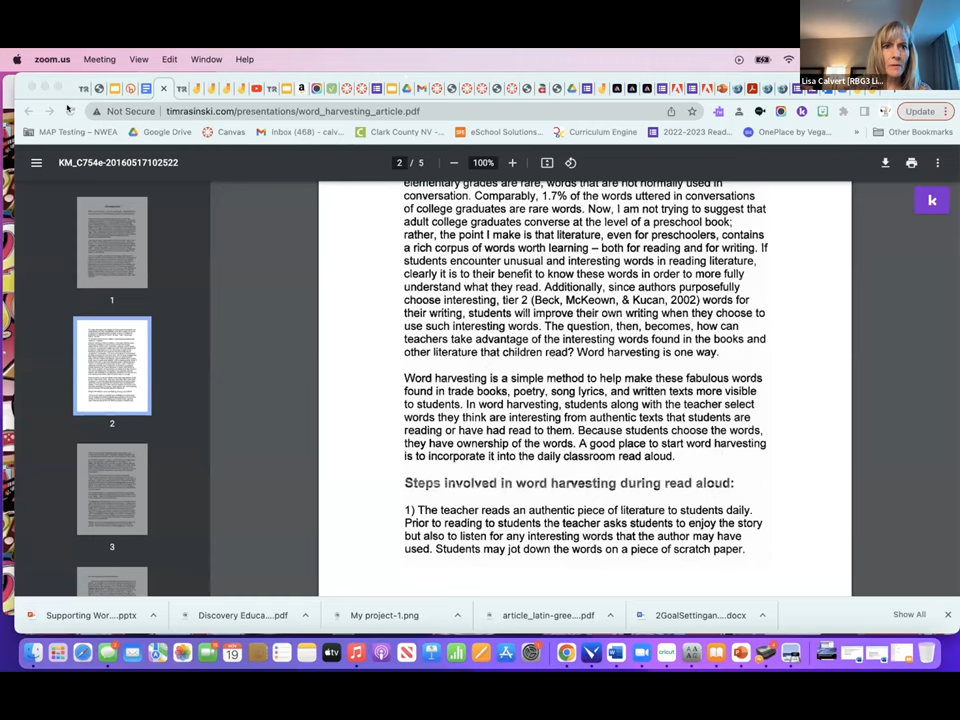 Lisa Calvert (RBG3 Li...
zoom.us Meeting View Edit Window Help
Not Secure timrasinski.com/presentations/word_harvesting_article.pdf
Update
MAP Testing – NWEA Google Drive Canvas Inbox (468) - calv... Clark County NV -... eSchool Solutions... Curriculum Engine 2022-2023 Read... OnePlace by Vega... » Other Bookmarks
KM_C754e-20160517102522 2 / 5 100%
elementary grades are rare, words that are not normally used in
conversation. Comparably, 1.7% of the words uttered in conversations
of college graduates are rare words. Now, I am not trying to suggest that
adult college graduates converse at the level of a preschool book;
rather, the point I make is that literature, even for preschoolers, contains
a rich corpus of words worth learning – both for reading and for writing. If
students encounter unusual and interesting words in reading literature,
clearly it is to their benefit to know these words in order to more fully
understand what they read. Additionally, since authors purposefully
choose interesting, tier 2 (Beck, McKeown, & Kucan, 2002) words for
their writing, students will improve their own writing when they choose to
use such interesting words. The question, then, becomes, how can
teachers take advantage of the interesting words found in the books and
other literature that children read? Word harvesting is one way.
Word harvesting is a simple method to help make these fabulous words
found in trade books, poetry, song lyrics, and written texts more visible
to students. In word harvesting, students along with the teacher select
words they think are interesting from authentic texts that students are
reading or have had read to them. Because students choose the words,
they have ownership of the words. A good place to start word harvesting
is to incorporate it into the daily classroom read aloud.
Steps involved in word harvesting during read aloud:
1) The teacher reads an authentic piece of literature to students daily.
Prior to reading to students the teacher asks students to enjoy the story
but also to listen for any interesting words that the author may have
used. Students may jot down the words on a piece of scratch paper.
1
2
3
k
Supporting Wor....pptx Discovery Educa....pdf My project-1.png article_latin-gree....pdf 2GoalSettingan....docx Show All
NOV
19
tv
cricut